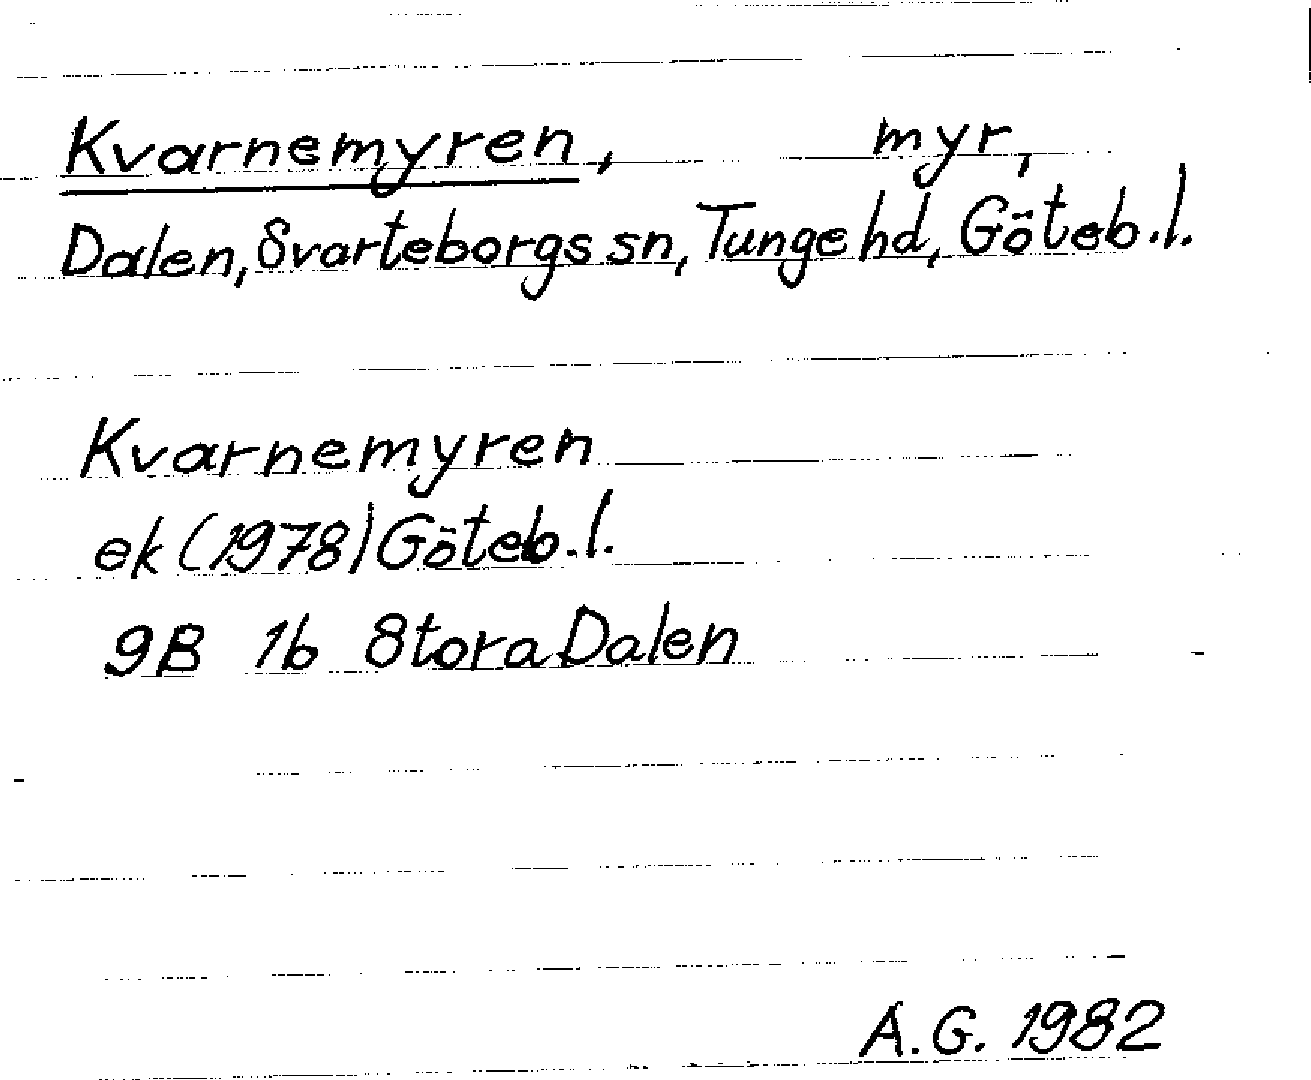 Kvarnemyren, myr,
Dalen, Svarteborgs sn, Tunge hd, Göteb.l.
Kvarnemyren
ek (1978) Göteb.l.
9B 1b Stora Dalen
A.G. 1982